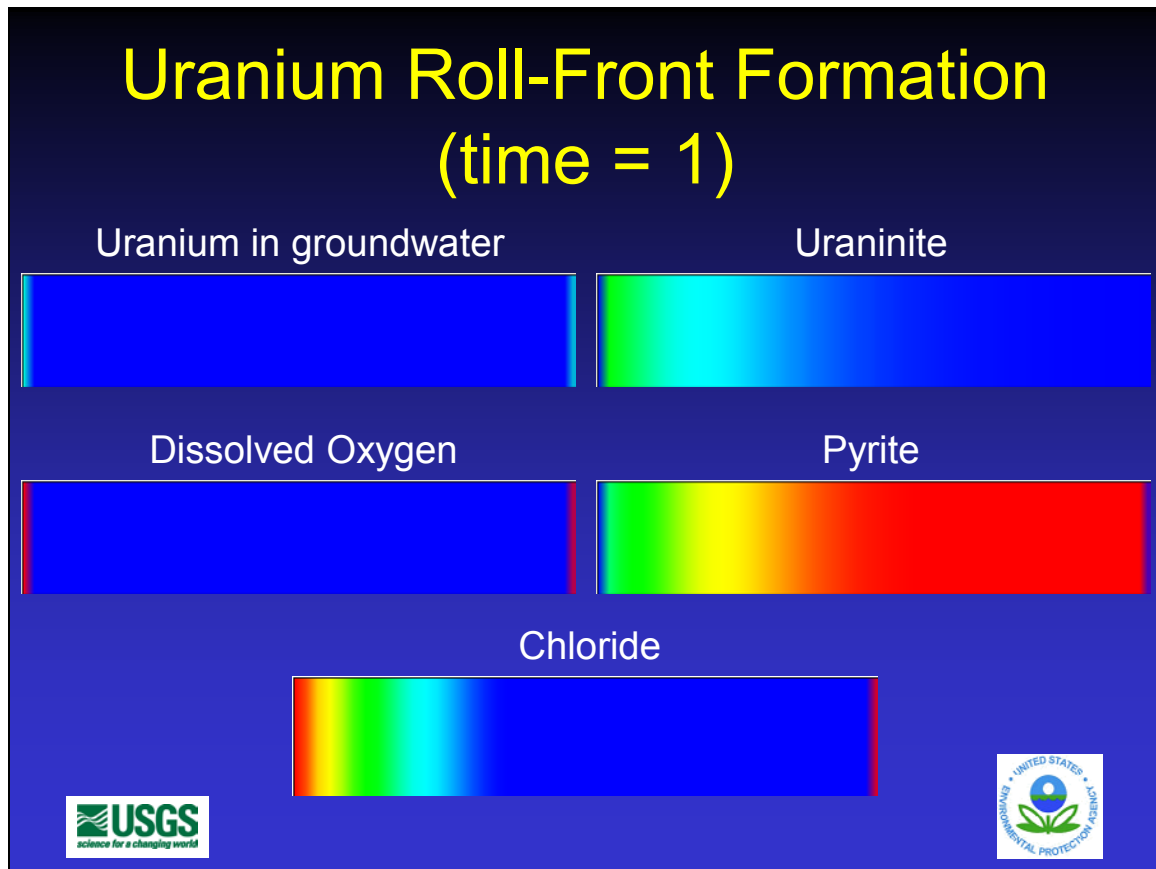 Uranium Roll-Front Formation
(time = 1)
Uranium in groundwater
Uraninite
Dissolved Oxygen
Pyrite
Chloride
USGS
science for a changing world
UNITED STATES
ENVIRONMENTAL PROTECTION AGENCY